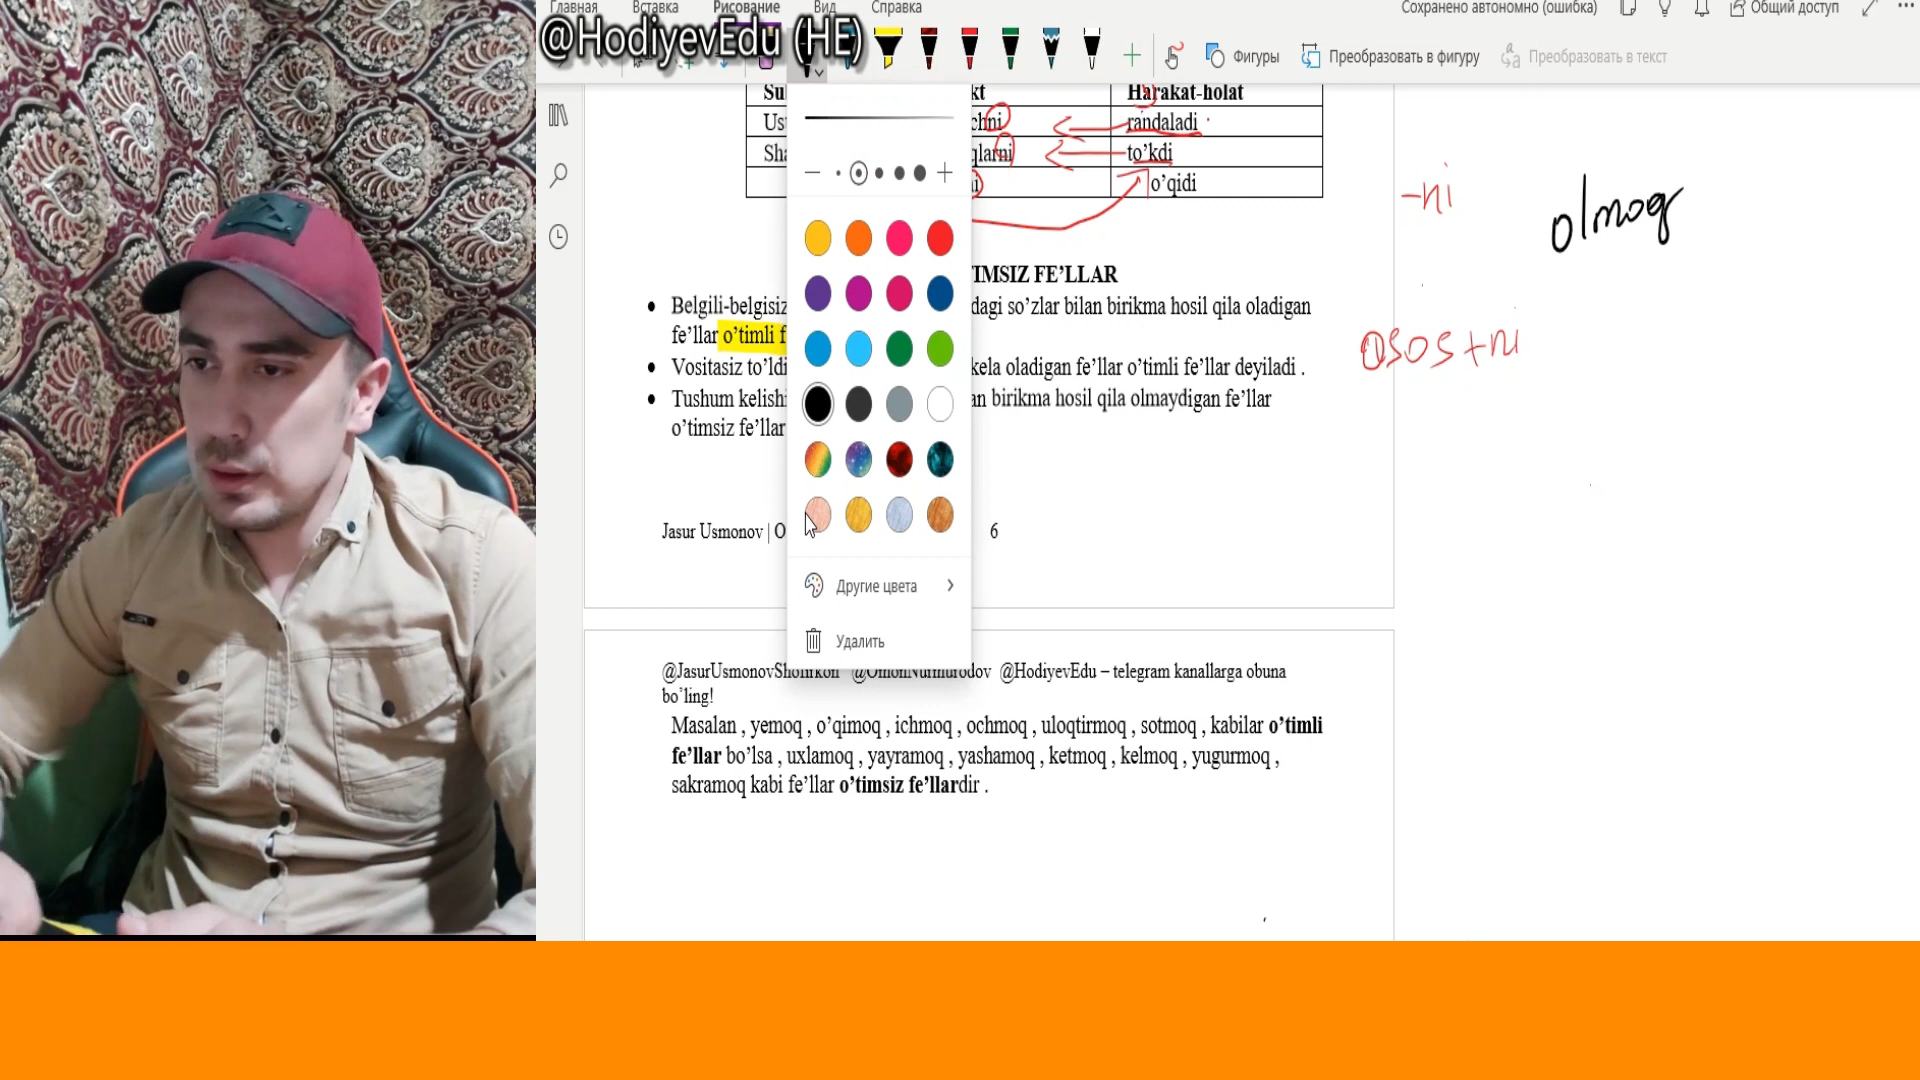 Главная Вставка Рисование Вид Справка Сохранено автономно (ошибка) Общий доступ
@HodiyevEdu (HE)
Фигуры Преобразовать в фигуру Преобразовать в текст
Harakat-holat
randaladi
to’kdi
o’qidi
-ni
olmoq
asos+ni
TIMSIZ FE’LLAR
Belgili-belgisiz dagi so’zlar bilan birikma hosil qila oladigan
fe’llar o’timli f
Vositasiz to’ldi kela oladigan fe’llar o’timli fe’llar deyiladi .
Tushum kelishi an birikma hosil qila olmaydigan fe’llar
o’timsiz fe’llar
Jasur Usmonov | O 6
Другие цвета
Удалить
@JasurUsmonovShofirkon @OmonNurmurodov @HodiyevEdu – telegram kanallarga obuna
bo’ling!
Masalan , yemoq , o’qimoq , ichmoq , ochmoq , uloqtirmoq , sotmoq , kabilar o’timli
fe’llar bo’lsa , uxlamoq , yayramoq , yashamoq , ketmoq , kelmoq , yugurmoq ,
sakramoq kabi fe’llar o’timsiz fe’llardir .